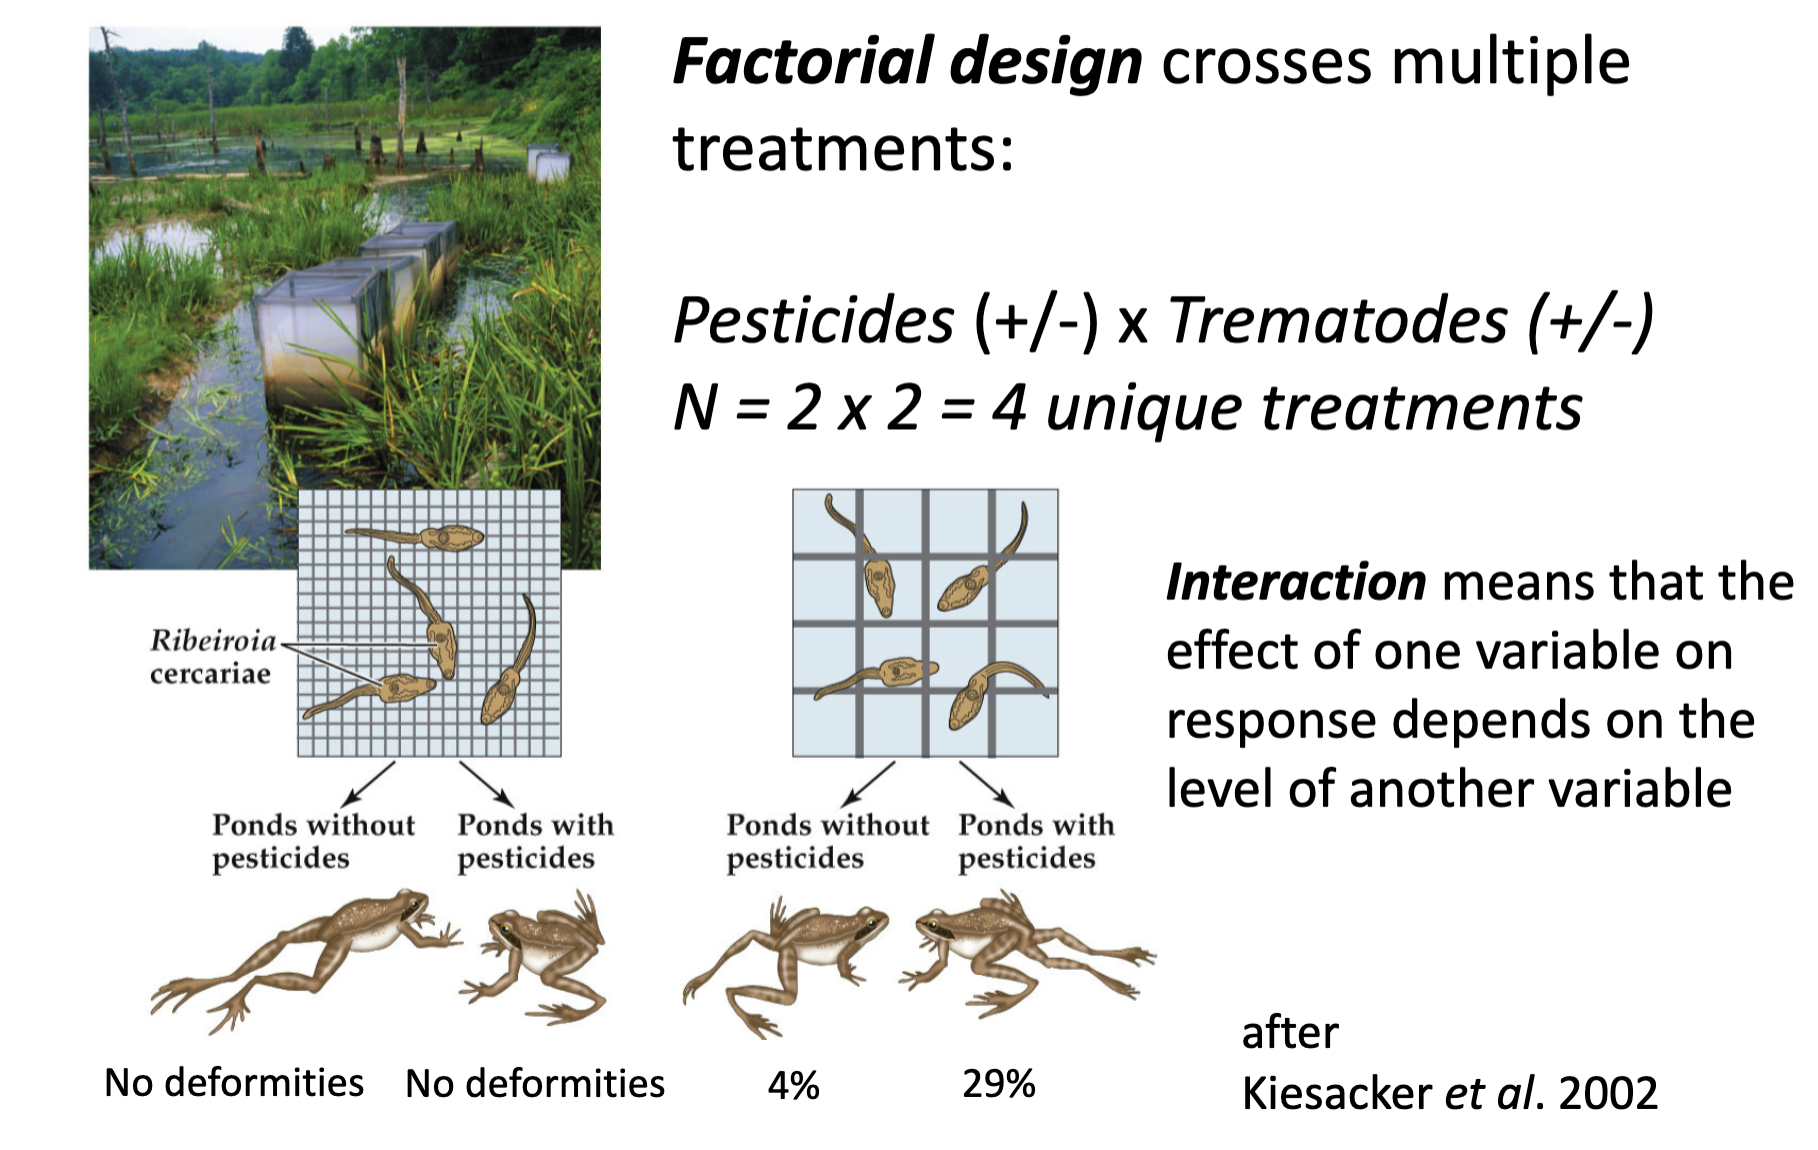 Factorial design crosses multiple
treatments:
Pesticides (+/-) x Trematodes (+/-)
N = 2 x 2 = 4 unique treatments
Interaction means that the
effect of one variable on
response depends on the
level of another variable
Ribeiroia
cercariae
Ponds without
pesticides
Ponds with
pesticides
Ponds without
pesticides
Ponds with
pesticides
No deformities
No deformities
4%
29%
after
Kiesacker et al. 2002